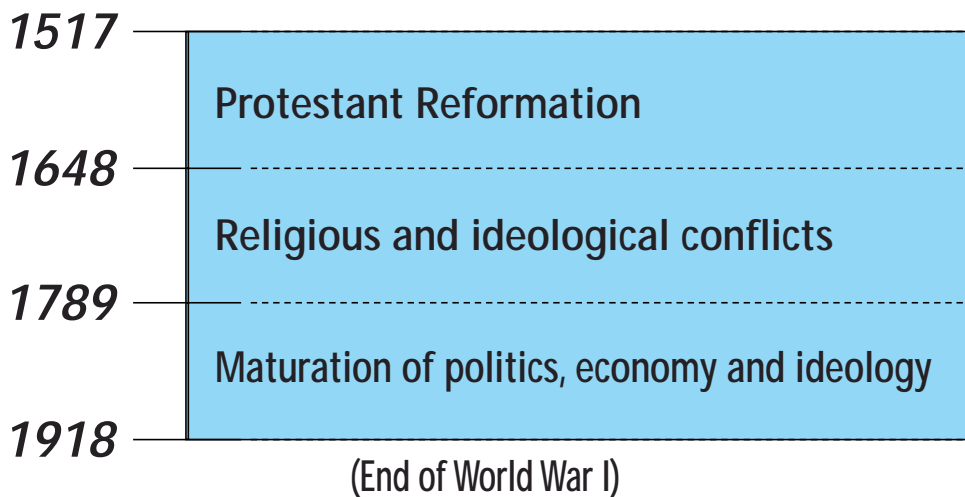 1517
Protestant Reformation
1648
Religious and ideological conflicts
1789
Maturation of politics, economy and ideology
1918
(End of World War I)